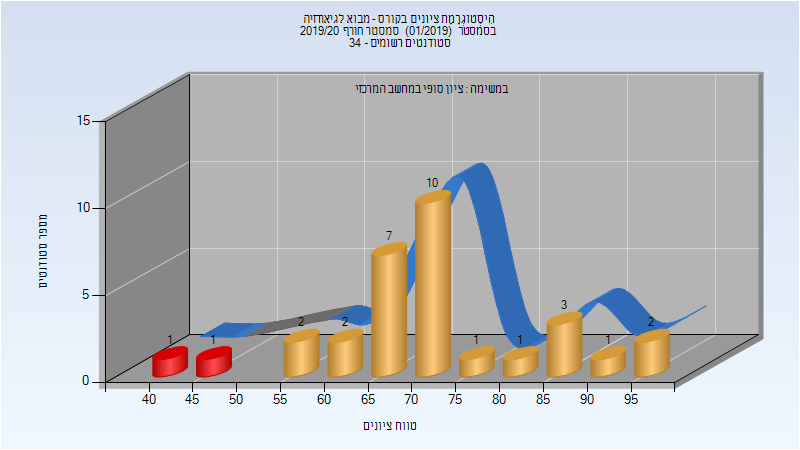 היסטוגרמת ציונים בקורס - מבוא לגיאודזיה
בסמסטר (01/2019) סמסטר חורף 2019/20
סטודנטים רשומים - 34
במשימה : ציון סופי במחשב המרכזי
15
10
5
0
מספר סטודנטים
1
1
2
2
7
10
1
1
3
1
2
40 45 50 55 60 65 70 75 80 85 90 95
טווח ציונים